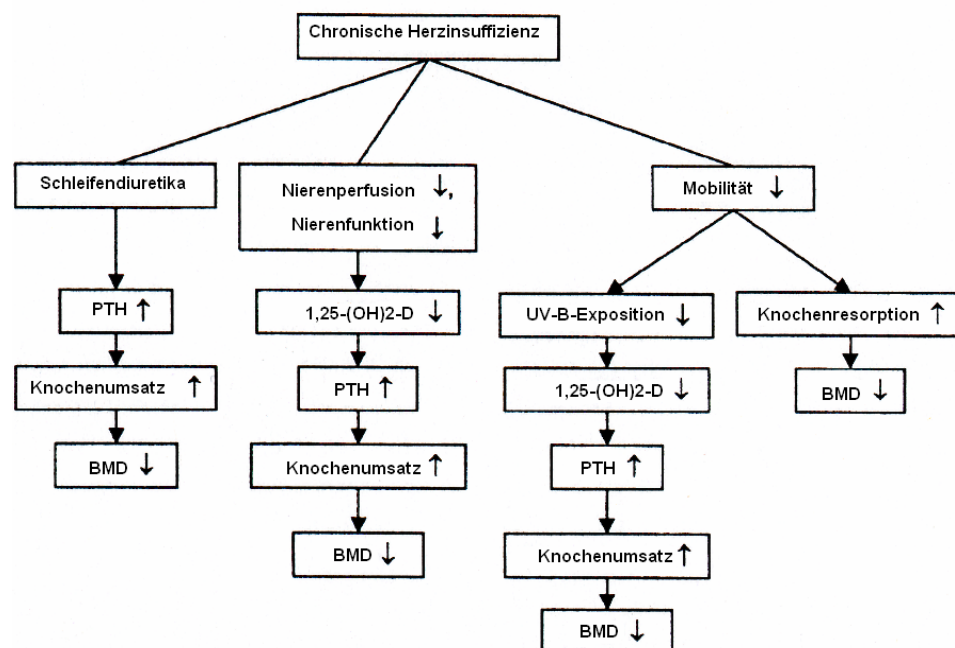 Chronische Herzinsuffizienz
Schleifendiuretika
Nierenperfusion ↓,
Nierenfunktion ↓
Mobilität ↓
PTH ↑
1,25-(OH)2-D ↓
UV-B-Exposition ↓
Knochenresorption ↑
Knochenumsatz ↑
PTH ↑
1,25-(OH)2-D ↓
BMD ↓
BMD ↓
Knochenumsatz ↑
PTH ↑
BMD ↓
Knochenumsatz ↑
BMD ↓